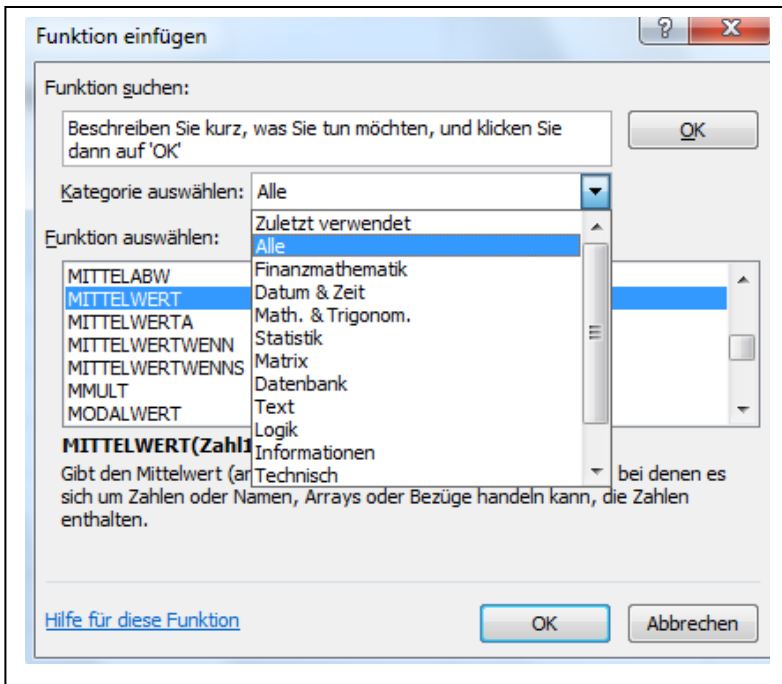 Funktion einfügen
Funktion suchen:
Beschreiben Sie kurz, was Sie tun möchten, und klicken Sie
dann auf 'OK'
OK
Kategorie auswählen: Alle
Zuletzt verwendet
Alle
Finanzmathematik
Datum & Zeit
Math. & Trigonom.
Statistik
Matrix
Datenbank
Text
Logik
Informationen
Technisch
Funktion auswählen:
MITTELABW
MITTELWERT
MITTELWERTA
MITTELWERTWENN
MITTELWERTWENNS
MMULT
MODALWERT
MITTELWERT(Zahl1
Gibt den Mittelwert (ar bei denen es
sich um Zahlen oder Namen, Arrays oder Bezüge handeln kann, die Zahlen
enthalten.
Hilfe für diese Funktion
OK
Abbrechen